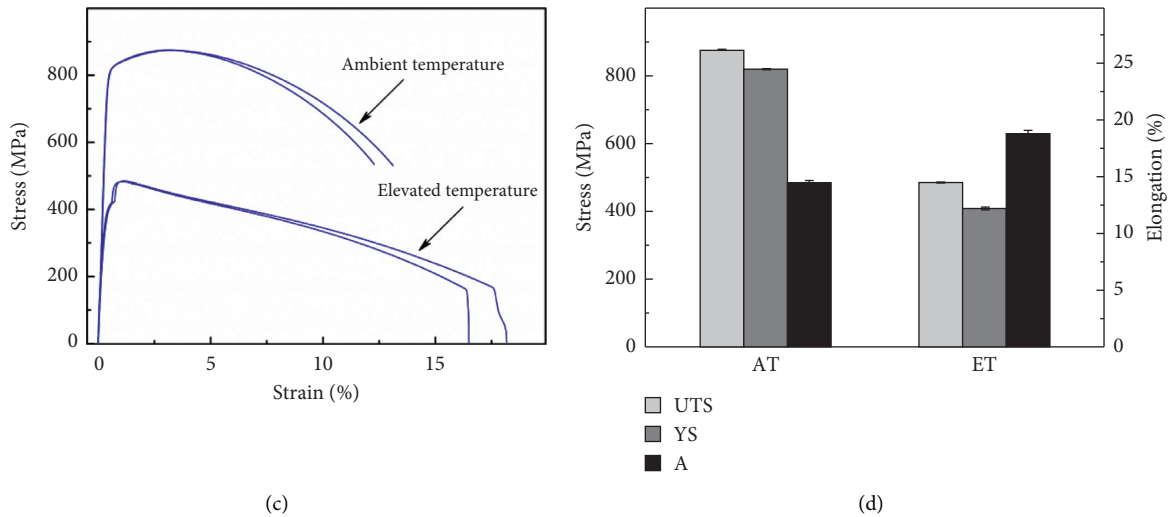 800
600
400
200
0
Stress (MPa)
0
5
10
15
Strain (%)
Ambient temperature
Elevated temperature
(c)
800
600
400
200
0
Stress (MPa)
25
20
15
10
5
0
Elongation (%)
AT
ET
UTS
YS
A
(d)